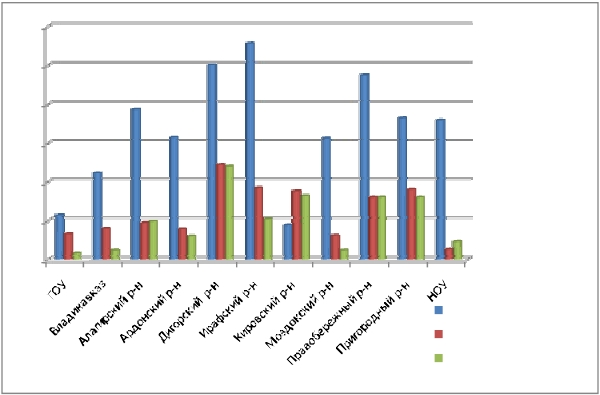 ГОУ
Владикавказ
Алагирский р-н
Ардонский р-н
Дигорский р-н
Ирафский р-н
Кировский р-н
Моздокский р-н
Правобережный р-н
Пригородный р-н
НОУ